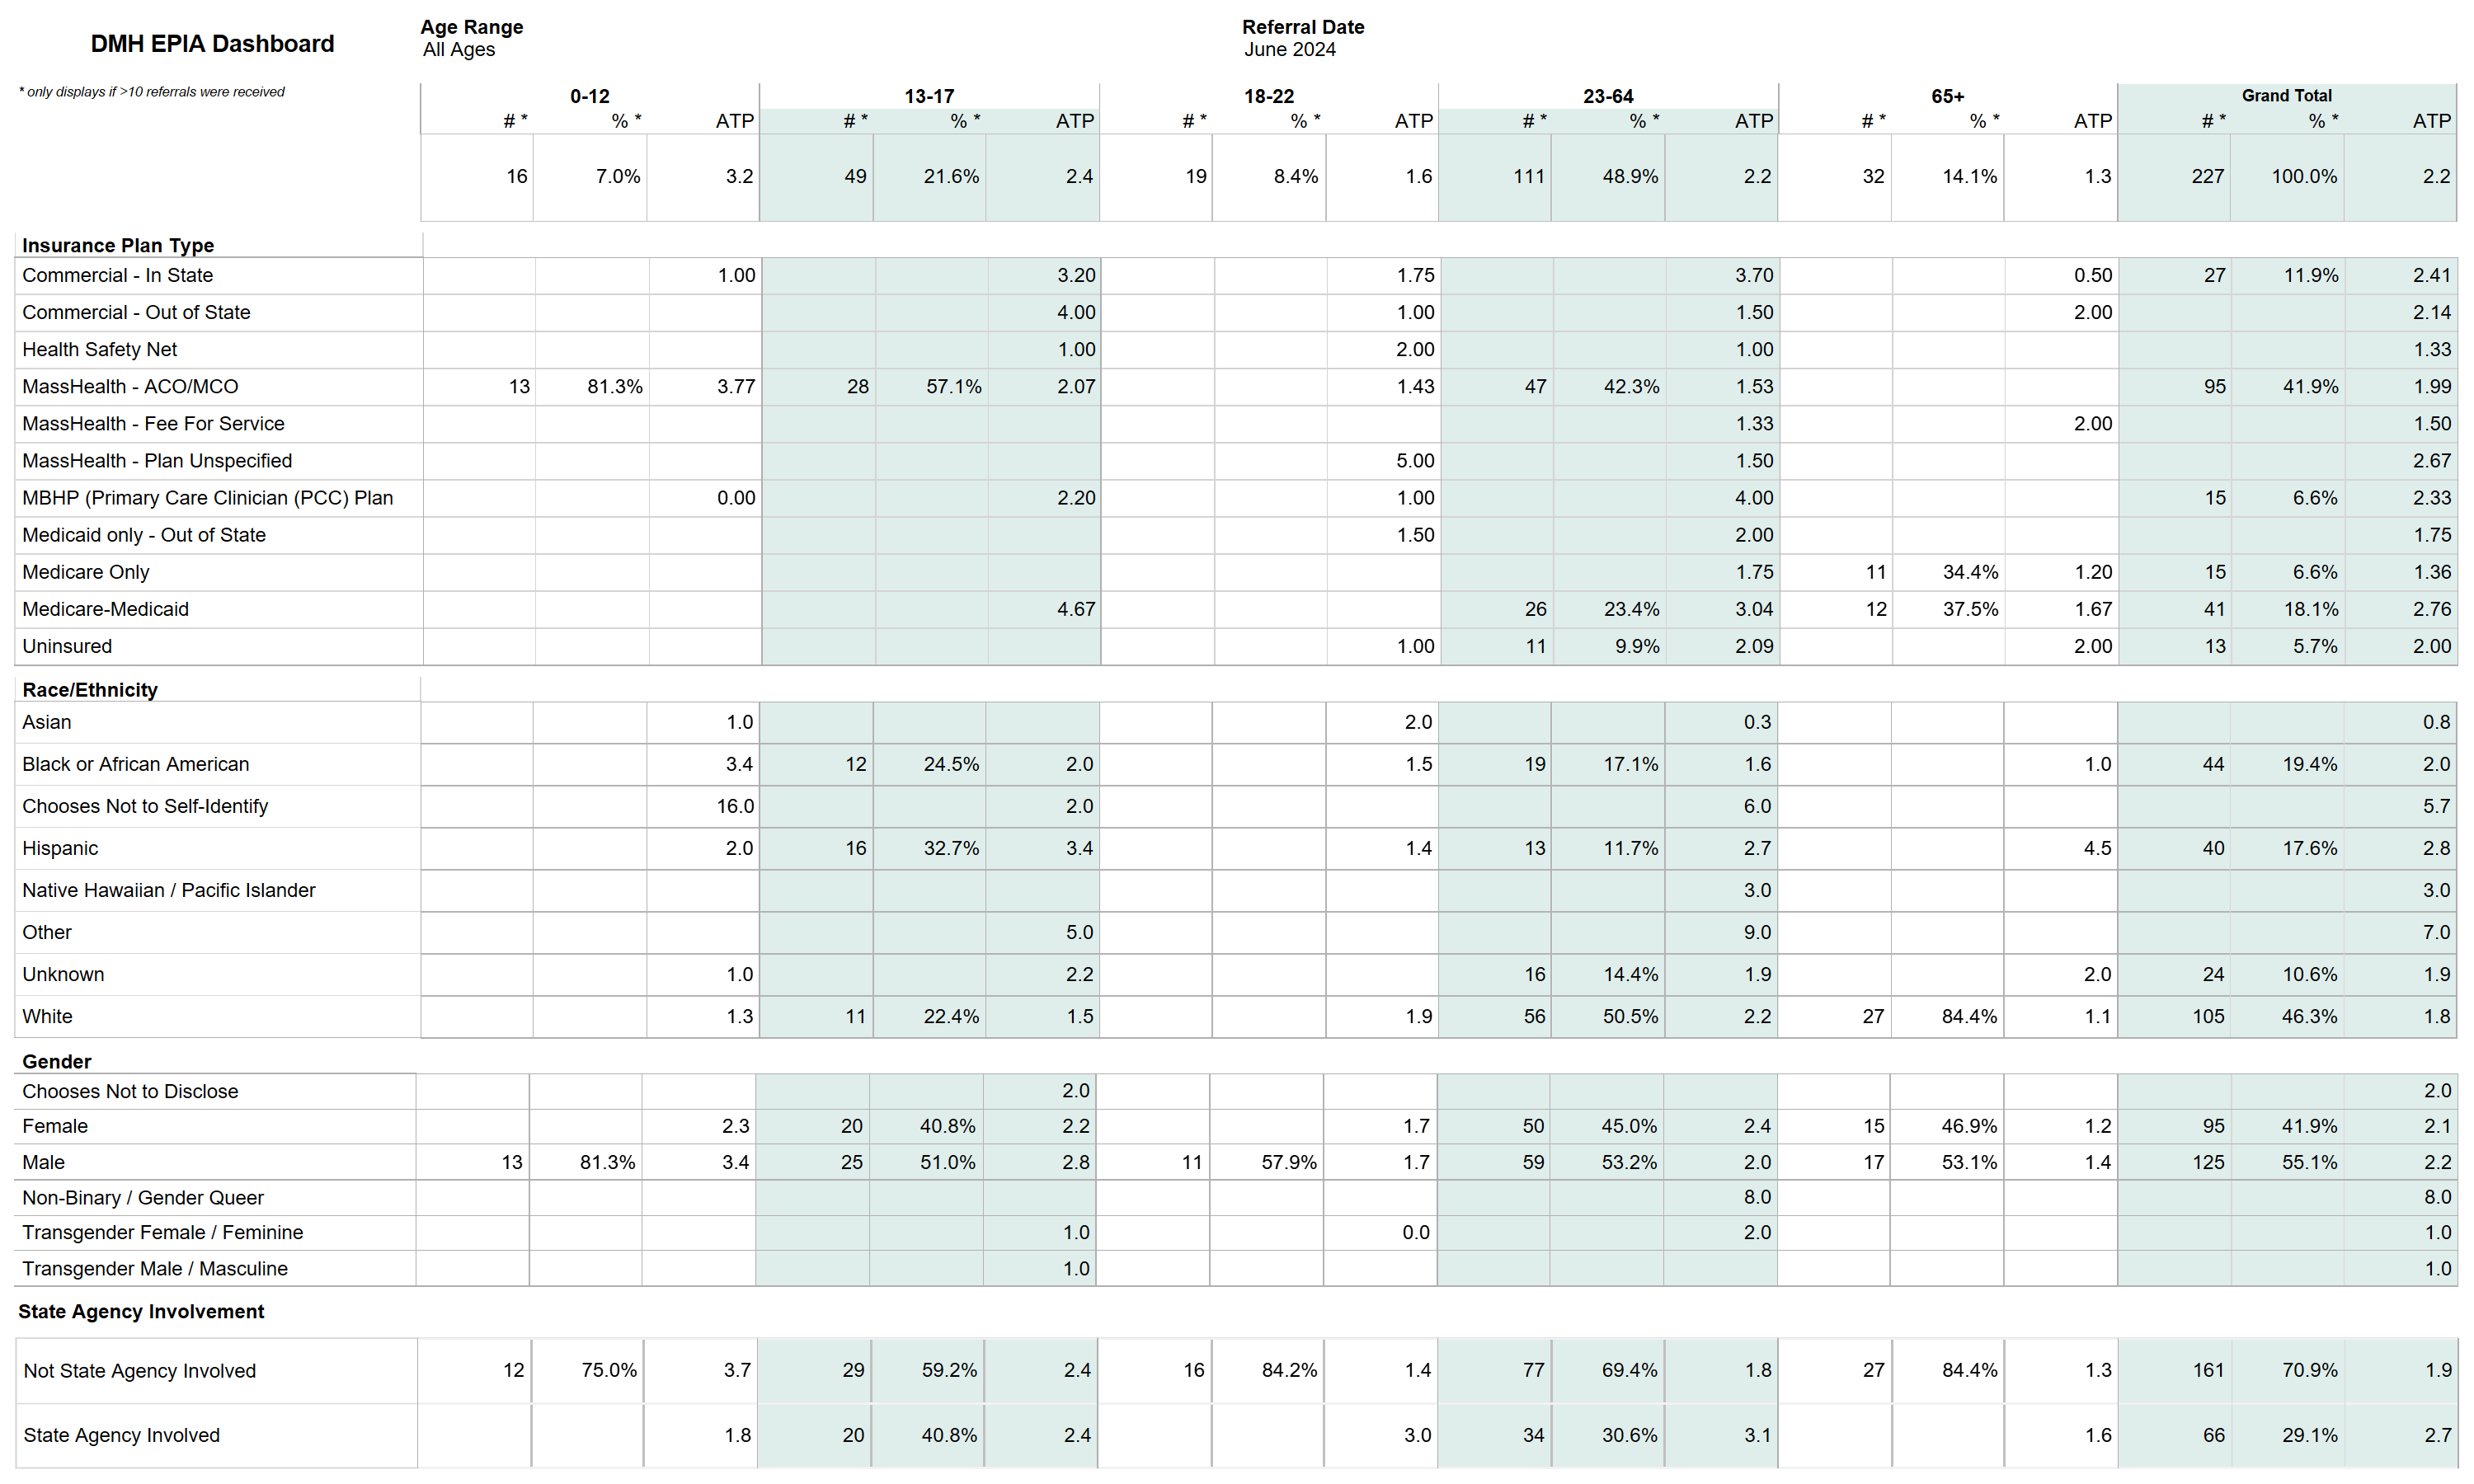 Age Range Referral Date
DMH EPIA Dashboard All Ages June 2024
* only displays if >10 referrals were received
0-12 13-17 18-22 23-64 65+ Grand Total
# * % * ATP # * % * ATP # * % * ATP # * % * ATP # * % * ATP # * % * ATP
16 7.0% 3.2 49 21.6% 2.4 19 8.4% 1.6 111 48.9% 2.2 32 14.1% 1.3 227 100.0% 2.2
Insurance Plan Type
Commercial - In State 1.00 3.20 1.75 3.70 0.50 27 11.9% 2.41
Commercial - Out of State 4.00 1.00 1.50 2.00 2.14
Health Safety Net 1.00 2.00 1.00 1.33
MassHealth - ACO/MCO 13 81.3% 3.77 28 57.1% 2.07 1.43 47 42.3% 1.53 95 41.9% 1.99
MassHealth - Fee For Service 1.33 2.00 1.50
MassHealth - Plan Unspecified 5.00 1.50 2.67
MBHP (Primary Care Clinician (PCC) Plan 0.00 2.20 1.00 4.00 15 6.6% 2.33
Medicaid only - Out of State 1.50 2.00 1.75
Medicare Only 1.75 11 34.4% 1.20 15 6.6% 1.36
Medicare-Medicaid 4.67 26 23.4% 3.04 12 37.5% 1.67 41 18.1% 2.76
Uninsured 1.00 11 9.9% 2.09 2.00 13 5.7% 2.00
Race/Ethnicity
Asian 1.0 2.0 0.3 0.8
Black or African American 3.4 12 24.5% 2.0 1.5 19 17.1% 1.6 1.0 44 19.4% 2.0
Chooses Not to Self-Identify 16.0 2.0 6.0 5.7
Hispanic 2.0 16 32.7% 3.4 1.4 13 11.7% 2.7 4.5 40 17.6% 2.8
Native Hawaiian / Pacific Islander 3.0 3.0
Other 5.0 9.0 7.0
Unknown 1.0 2.2 16 14.4% 1.9 2.0 24 10.6% 1.9
White 1.3 11 22.4% 1.5 1.9 56 50.5% 2.2 27 84.4% 1.1 105 46.3% 1.8
Gender
Chooses Not to Disclose 2.0 2.0
Female 2.3 20 40.8% 2.2 1.7 50 45.0% 2.4 15 46.9% 1.2 95 41.9% 2.1
Male 13 81.3% 3.4 25 51.0% 2.8 11 57.9% 1.7 59 53.2% 2.0 17 53.1% 1.4 125 55.1% 2.2
Non-Binary / Gender Queer 8.0 8.0
Transgender Female / Feminine 1.0 0.0 2.0 1.0
Transgender Male / Masculine 1.0 1.0
State Agency Involvement
Not State Agency Involved 12 75.0% 3.7 29 59.2% 2.4 16 84.2% 1.4 77 69.4% 1.8 27 84.4% 1.3 161 70.9% 1.9
State Agency Involved 1.8 20 40.8% 2.4 3.0 34 30.6% 3.1 1.6 66 29.1% 2.7